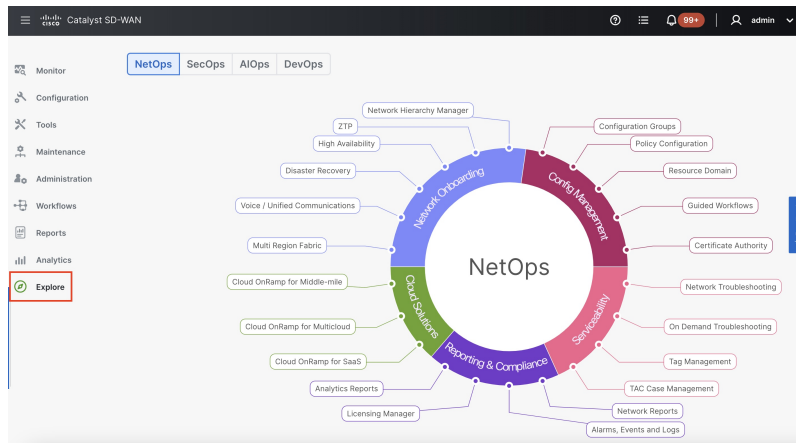 cisco Catalyst SD-WAN
99+
admin
Monitor
Configuration
Tools
Maintenance
Administration
Workflows
Reports
Analytics
Explore
NetOps SecOps AIOps DevOps
Network Hierarchy Manager
ZTP
High Availability
Disaster Recovery
Voice / Unified Communications
Multi Region Fabric
Cloud OnRamp for Middle-mile
Cloud OnRamp for Multicloud
Cloud OnRamp for SaaS
Analytics Reports
Licensing Manager
Configuration Groups
Policy Configuration
Resource Domain
Guided Workflows
Certificate Authority
Network Troubleshooting
On Demand Troubleshooting
Tag Management
TAC Case Management
Network Reports
Alarms, Events and Logs
Network Onboarding
Config Management
Serviceability
Reporting & Compliance
Cloud Solutions
NetOps